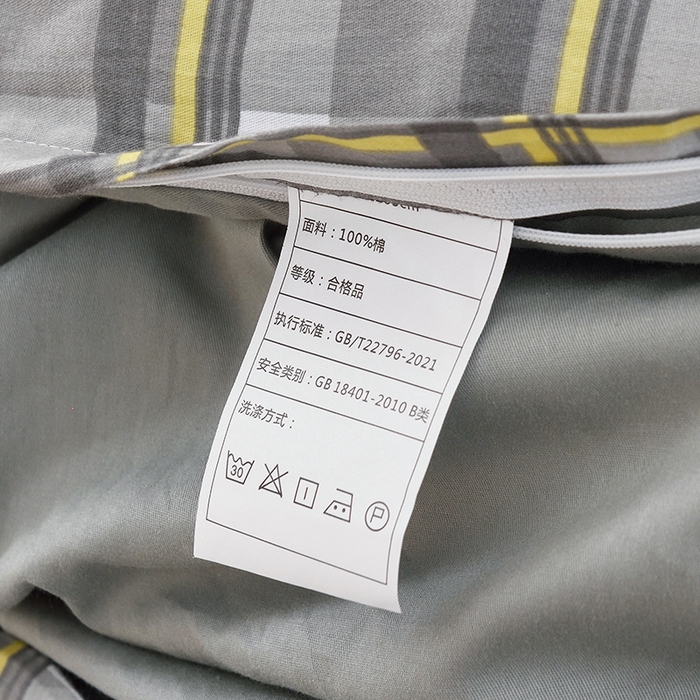 面料：100%棉
等级：合格品
执行标准：GB/T22796-2021
安全类别：GB 18401-2010 B类
洗涤方式：
30
P